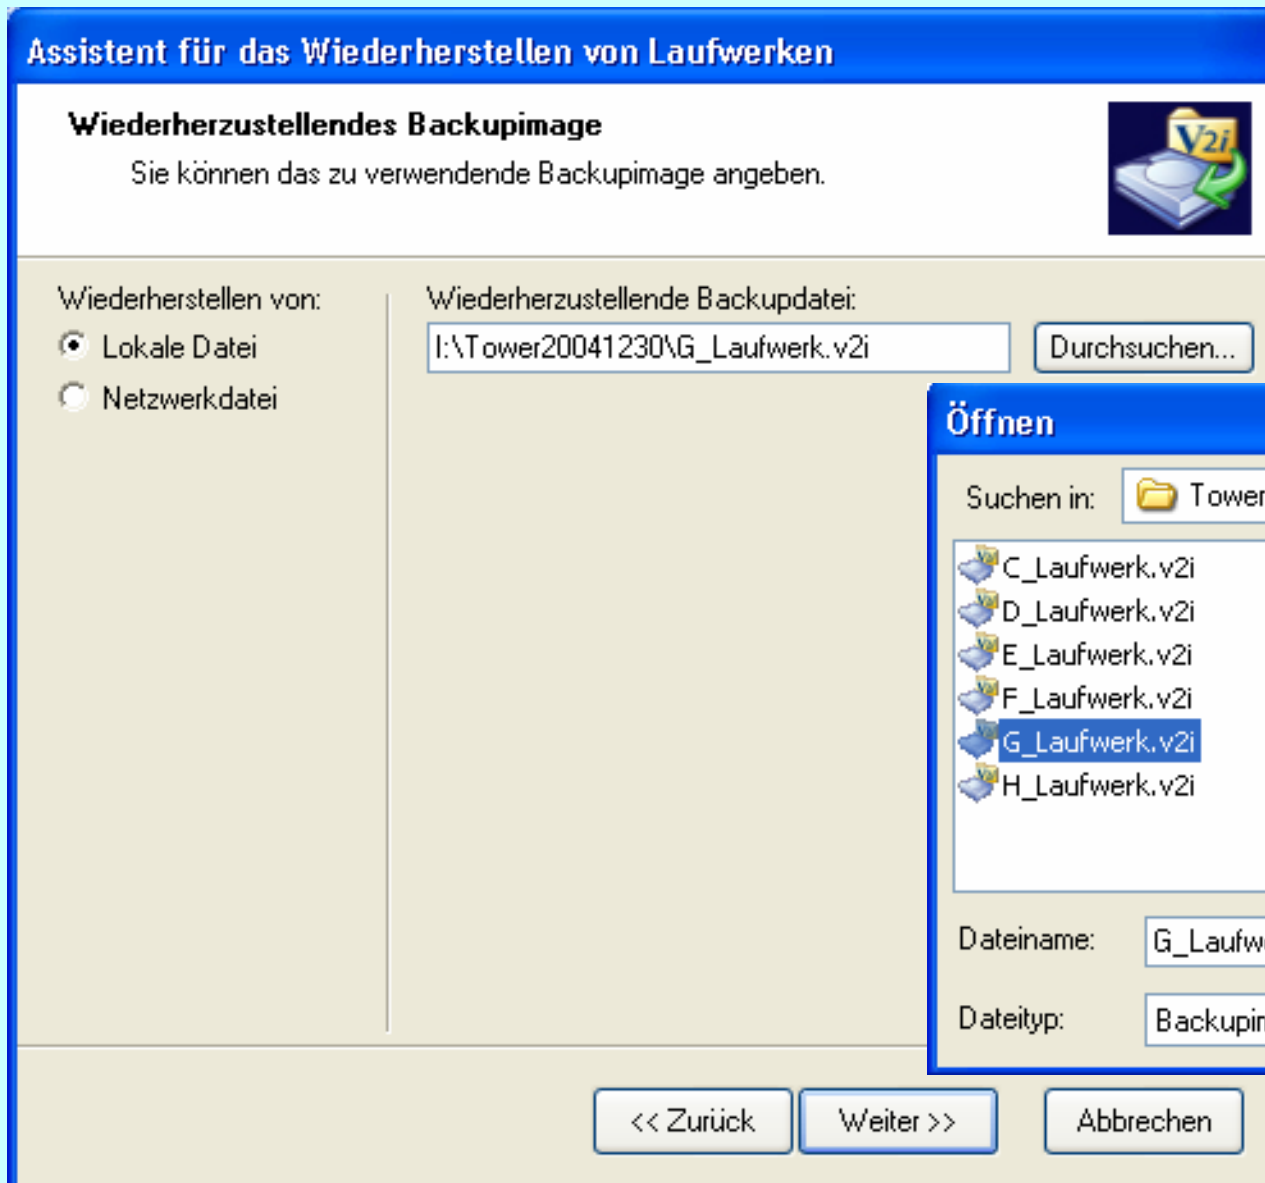 Assistent für das Wiederherstellen von Laufwerken
Wiederherzustellendes Backupimage
Sie können das zu verwendende Backupimage angeben.
V2i
Wiederherstellen von:
Lokale Datei
Netzwerkdatei
Wiederherzustellende Backupdatei:
I:\Tower20041230\G_Laufwerk.v2i
Durchsuchen...
Öffnen
Suchen in:
Tower
C_Laufwerk.v2i
D_Laufwerk.v2i
E_Laufwerk.v2i
F_Laufwerk.v2i
G_Laufwerk.v2i
H_Laufwerk.v2i
Dateiname:
G_Laufw
Dateityp:
Backupi
<< Zurück
Weiter >>
Abbrechen